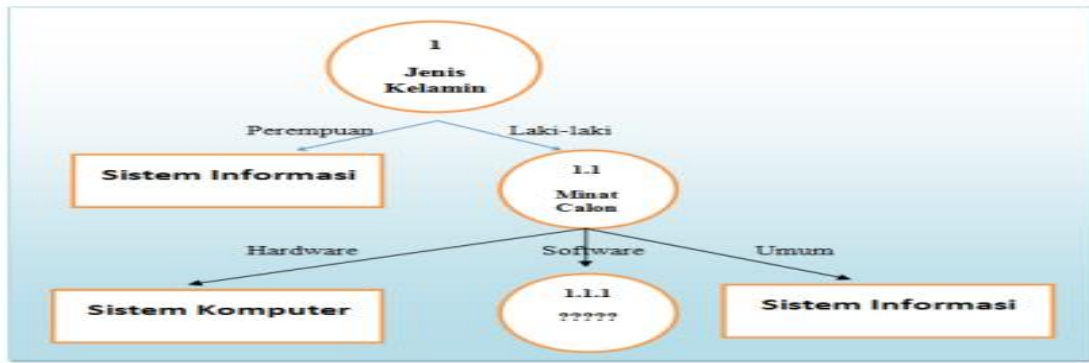 1
Jenis
Kelamin
Perempuan
Laki-laki
Sistem Informasi
1.1
Minat
Calon
Hardware
Software
Umum
Sistem Komputer
1.1.1
?????
Sistem Informasi